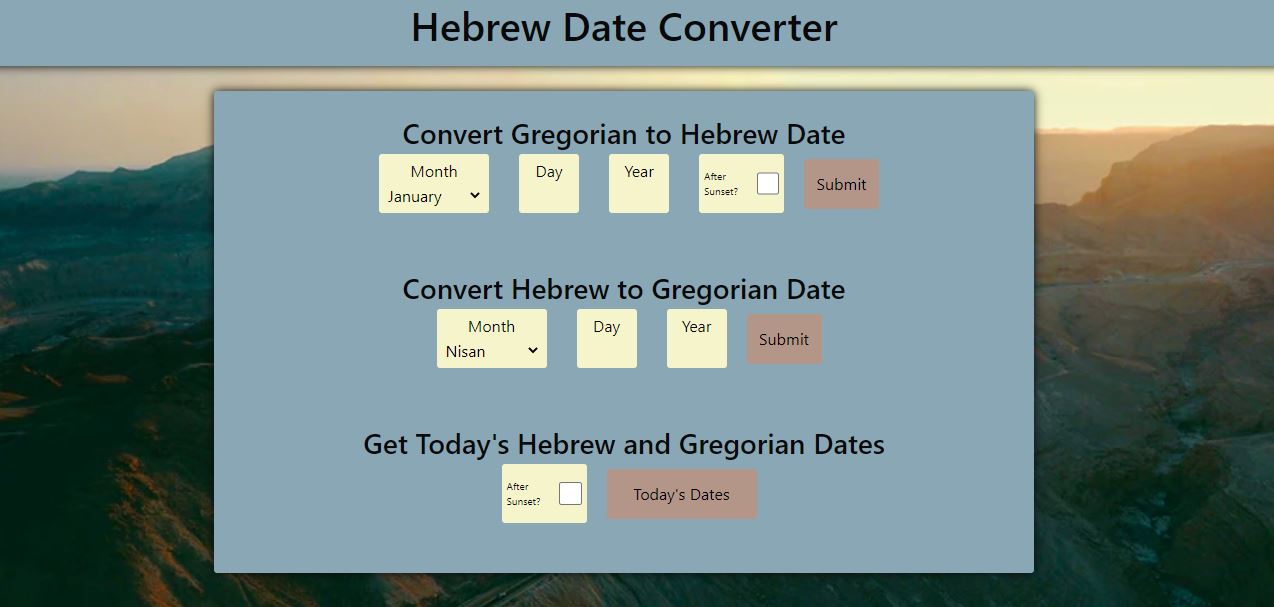 Hebrew Date Converter
Convert Gregorian to Hebrew Date
Month Day Year
January
After
Sunset?
Submit
Convert Hebrew to Gregorian Date
Month Day Year
Nisan
Submit
Get Today's Hebrew and Gregorian Dates
After
Sunset?
Today's Dates